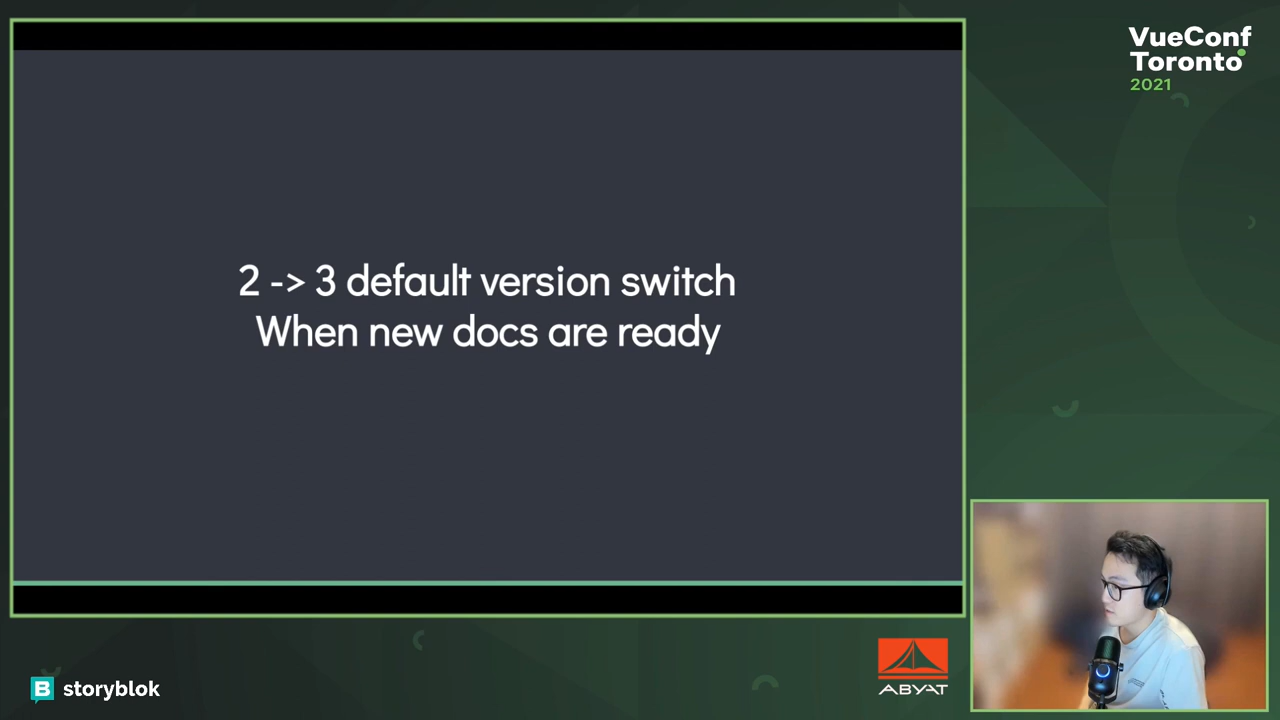 VueConf
Toronto
2021
2 -> 3 default version switch
When new docs are ready
B storyblok
ABYAT